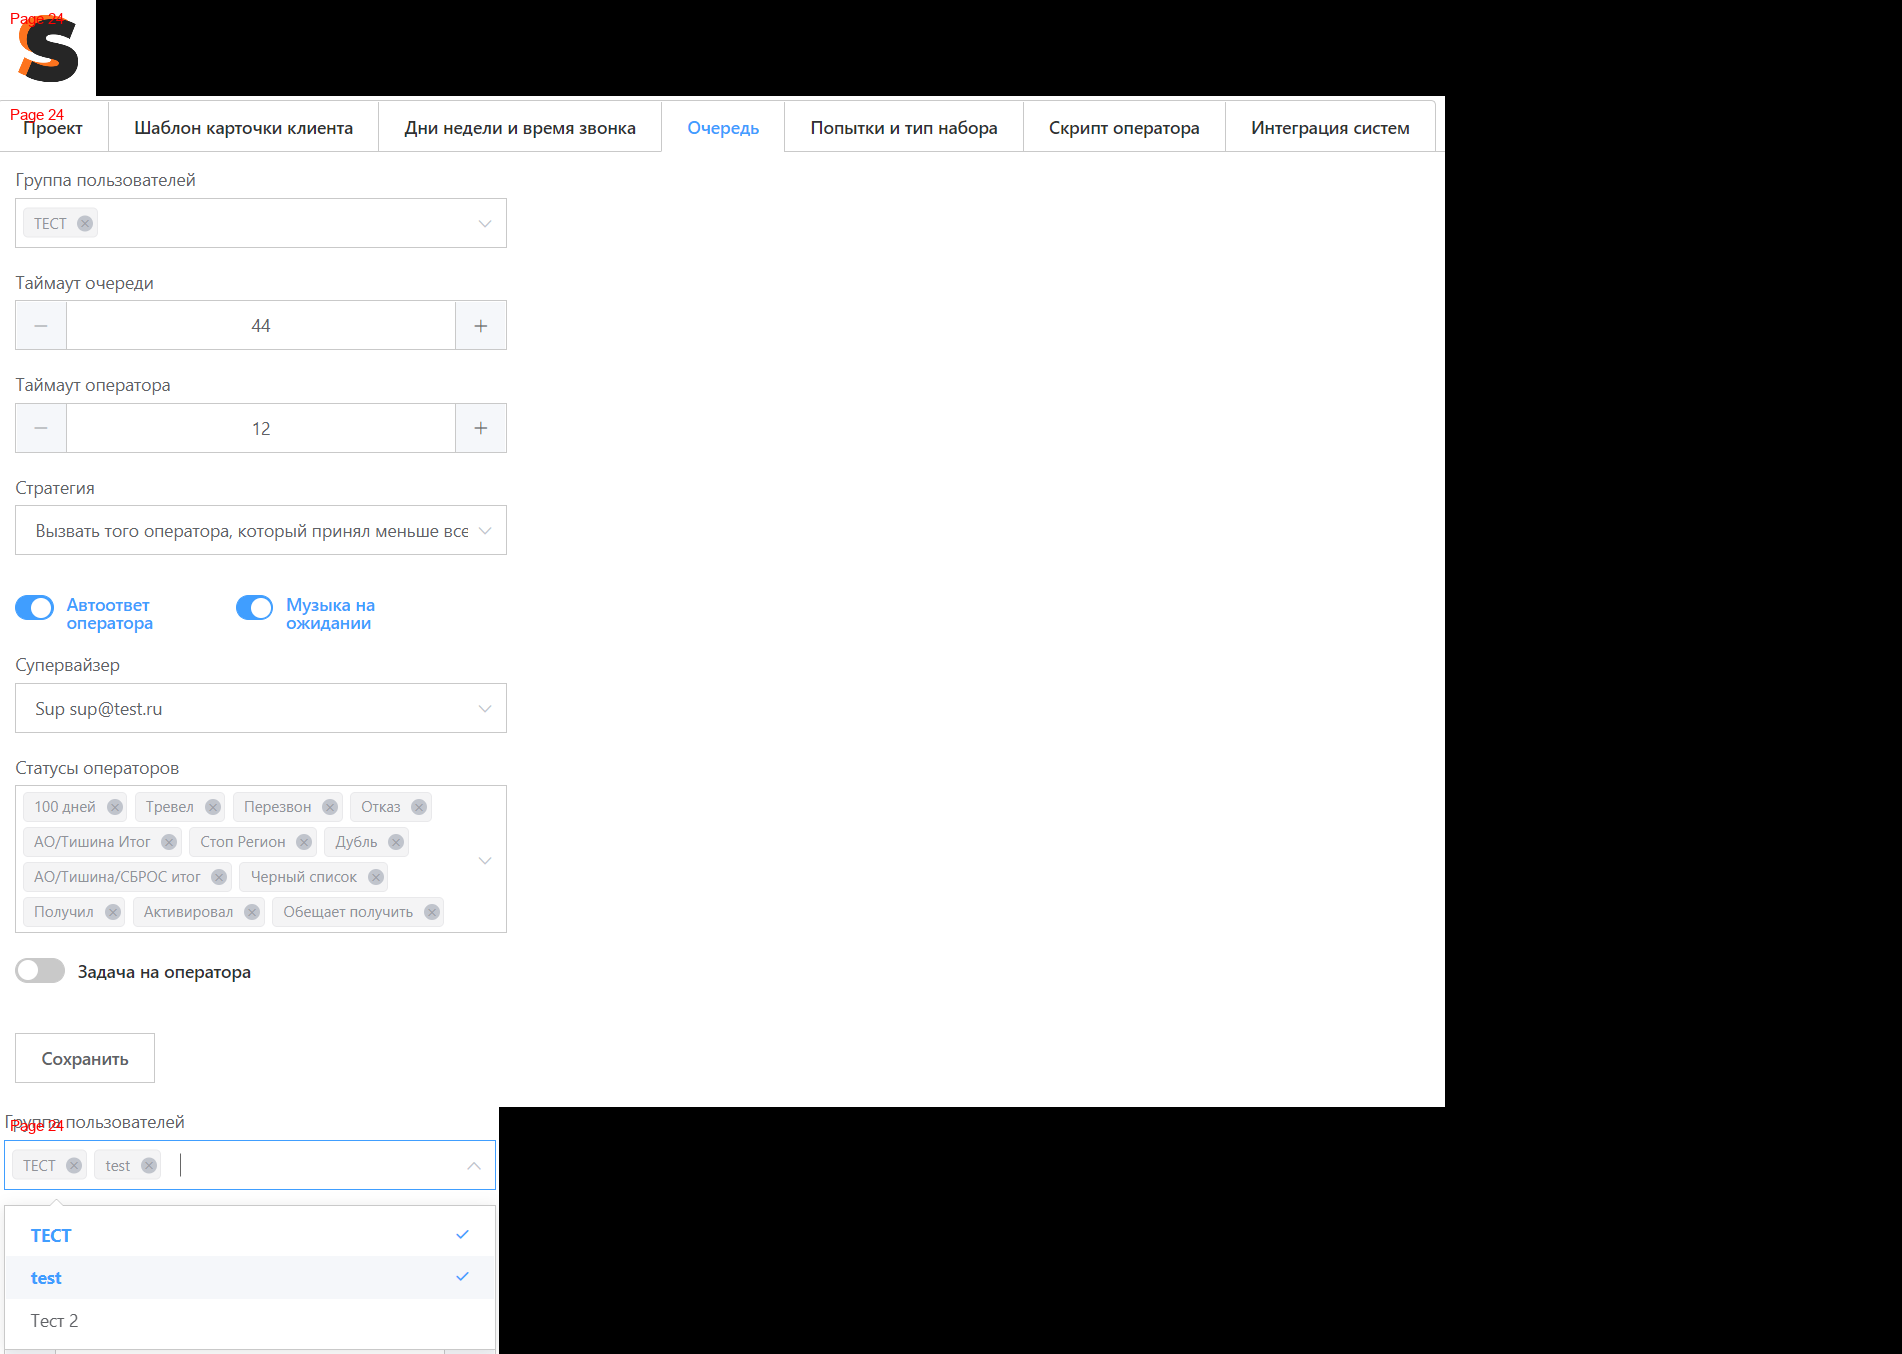 Page 24
S
Page 24
Проект
Шаблон карточки клиента
Дни недели и время звонка
Очередь
Попытки и тип набора
Скрипт оператора
Интеграция систем
Группа пользователей
ТЕСТ
Таймаут очереди
44
Таймаут оператора
12
Стратегия
Вызвать того оператора, который принял меньше все
Автоответ
оператора
Музыка на
ожидании
Супервайзер
Sup sup@test.ru
Статусы операторов
100 дней Тревел Перезвон Отказ
АО/Тишина Итог Стоп Регион Дубль
АО/Тишина/СБРОС итог Черный список
Получил Активировал Обещает получить
Задача на оператора
Сохранить
Группа пользователей
Page 24
ТЕСТ test
ТЕСТ
test
Тест 2